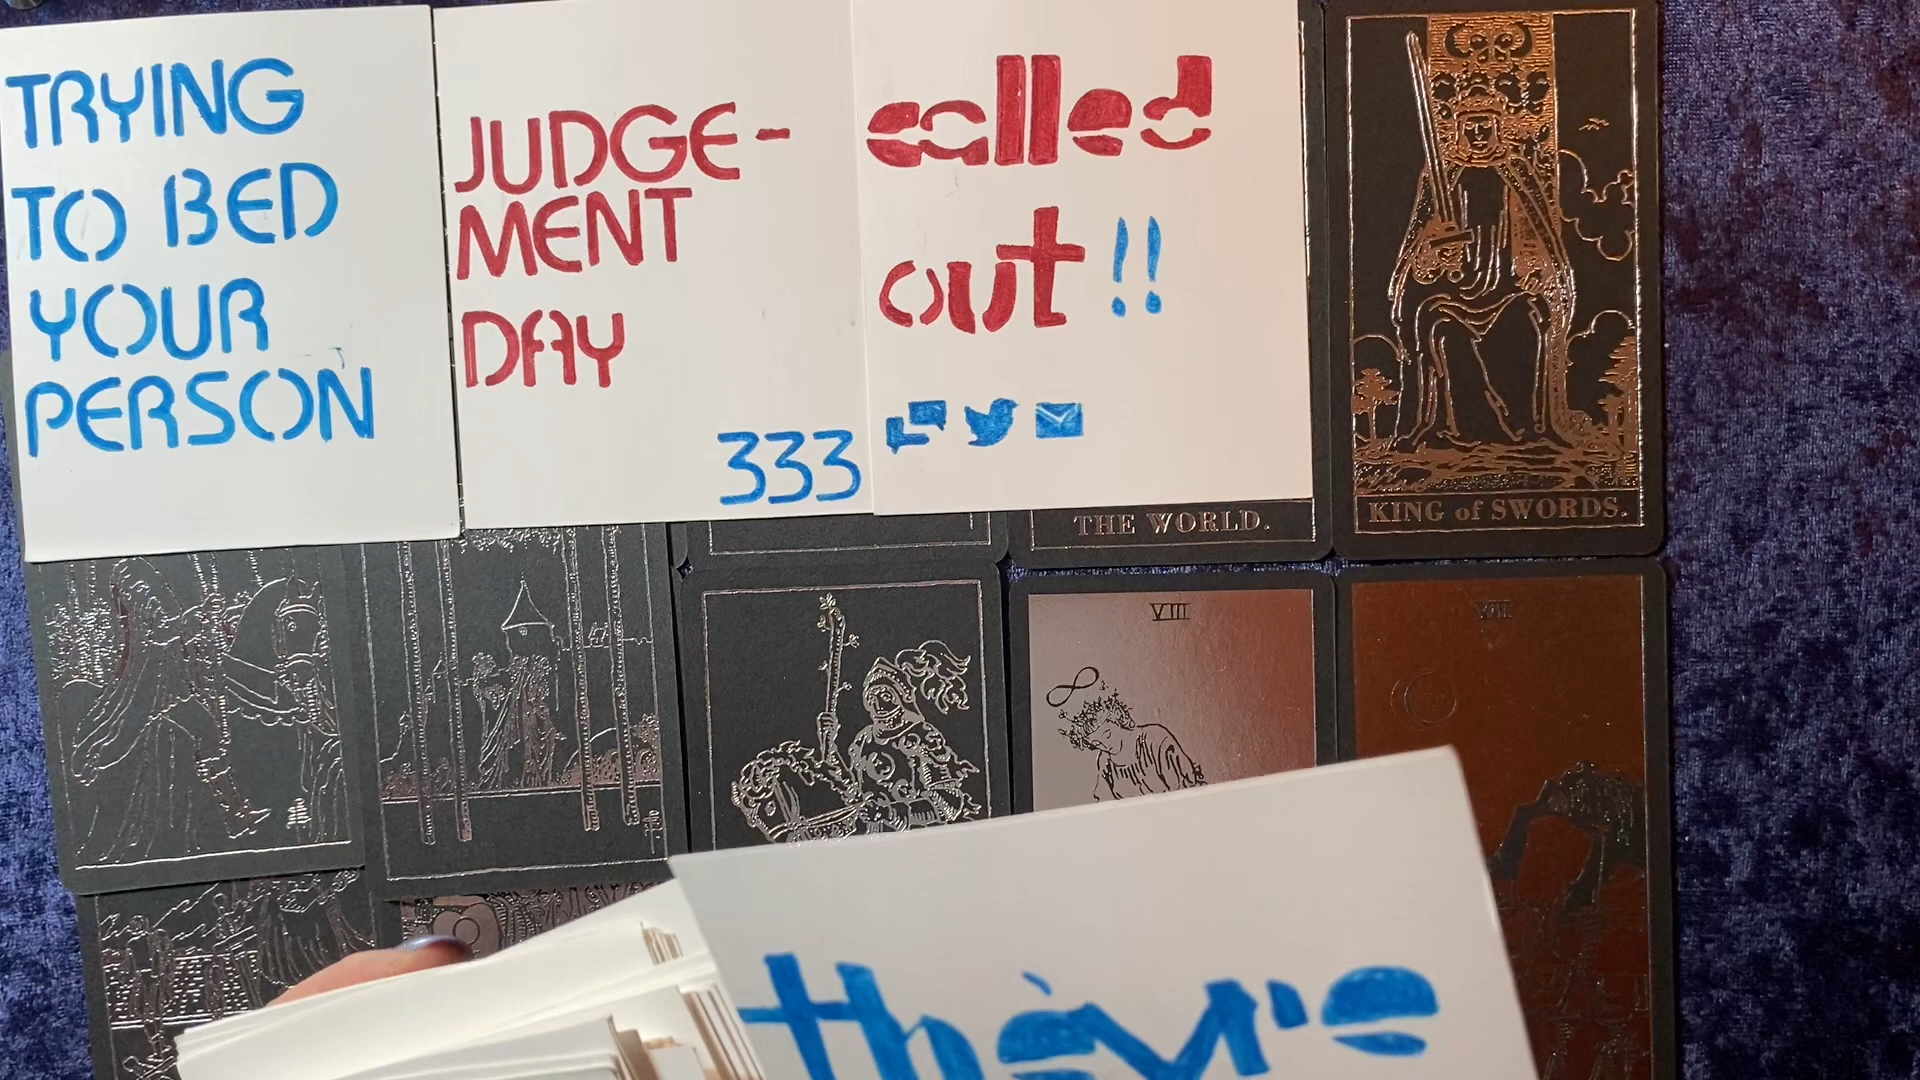 TRYING
TO BED
YOUR
PERSON
JUDGE-
MENT
DAY
333
called
out!!
THE WORLD.
KING of SWORDS.
VIII
they're